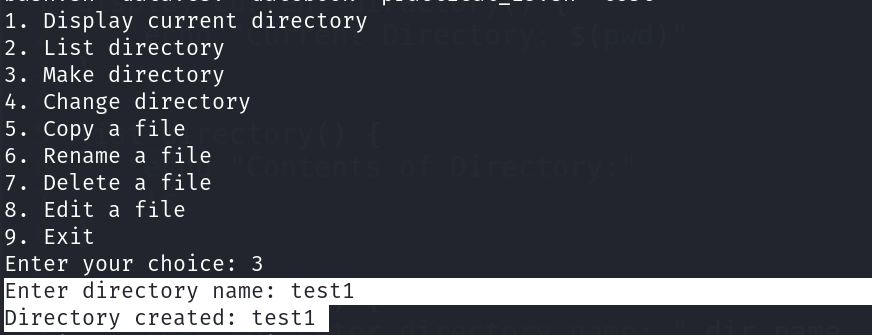 1. Display current directory
2. List directory
3. Make directory
4. Change directory
5. Copy a file
6. Rename a file
7. Delete a file
8. Edit a file
9. Exit
Enter your choice: 3
Enter directory name: test1
Directory created: test1